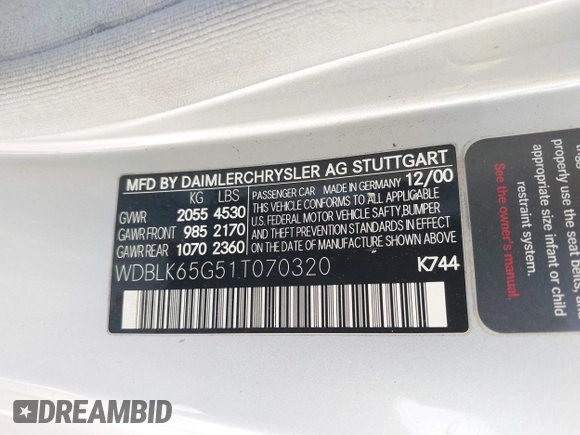 MFD BY DAIMLERCHRYSLER AG STUTTGART
KG LBS
GVWR 2055 4530
GAWR FRONT 985 2170
GAWR REAR 1070 2360
PASSENGER CAR MADE IN GERMANY 12/00
THIS VEHICLE CONFORMS TO ALL APPLICABLE
U.S. FEDERAL MOTOR VEHICLE SAFTY,BUMPER
AND THEFT PREVENTION STANDARDS IN EFFECT
ON THE DATE OF MANUFACTURE SHOWN ABOVE.
WDBLK65G51T070320
K744
properly use the seat belts, and
appropriate size infant or child
restraint system.
See the owner's manual.
DREAMBID